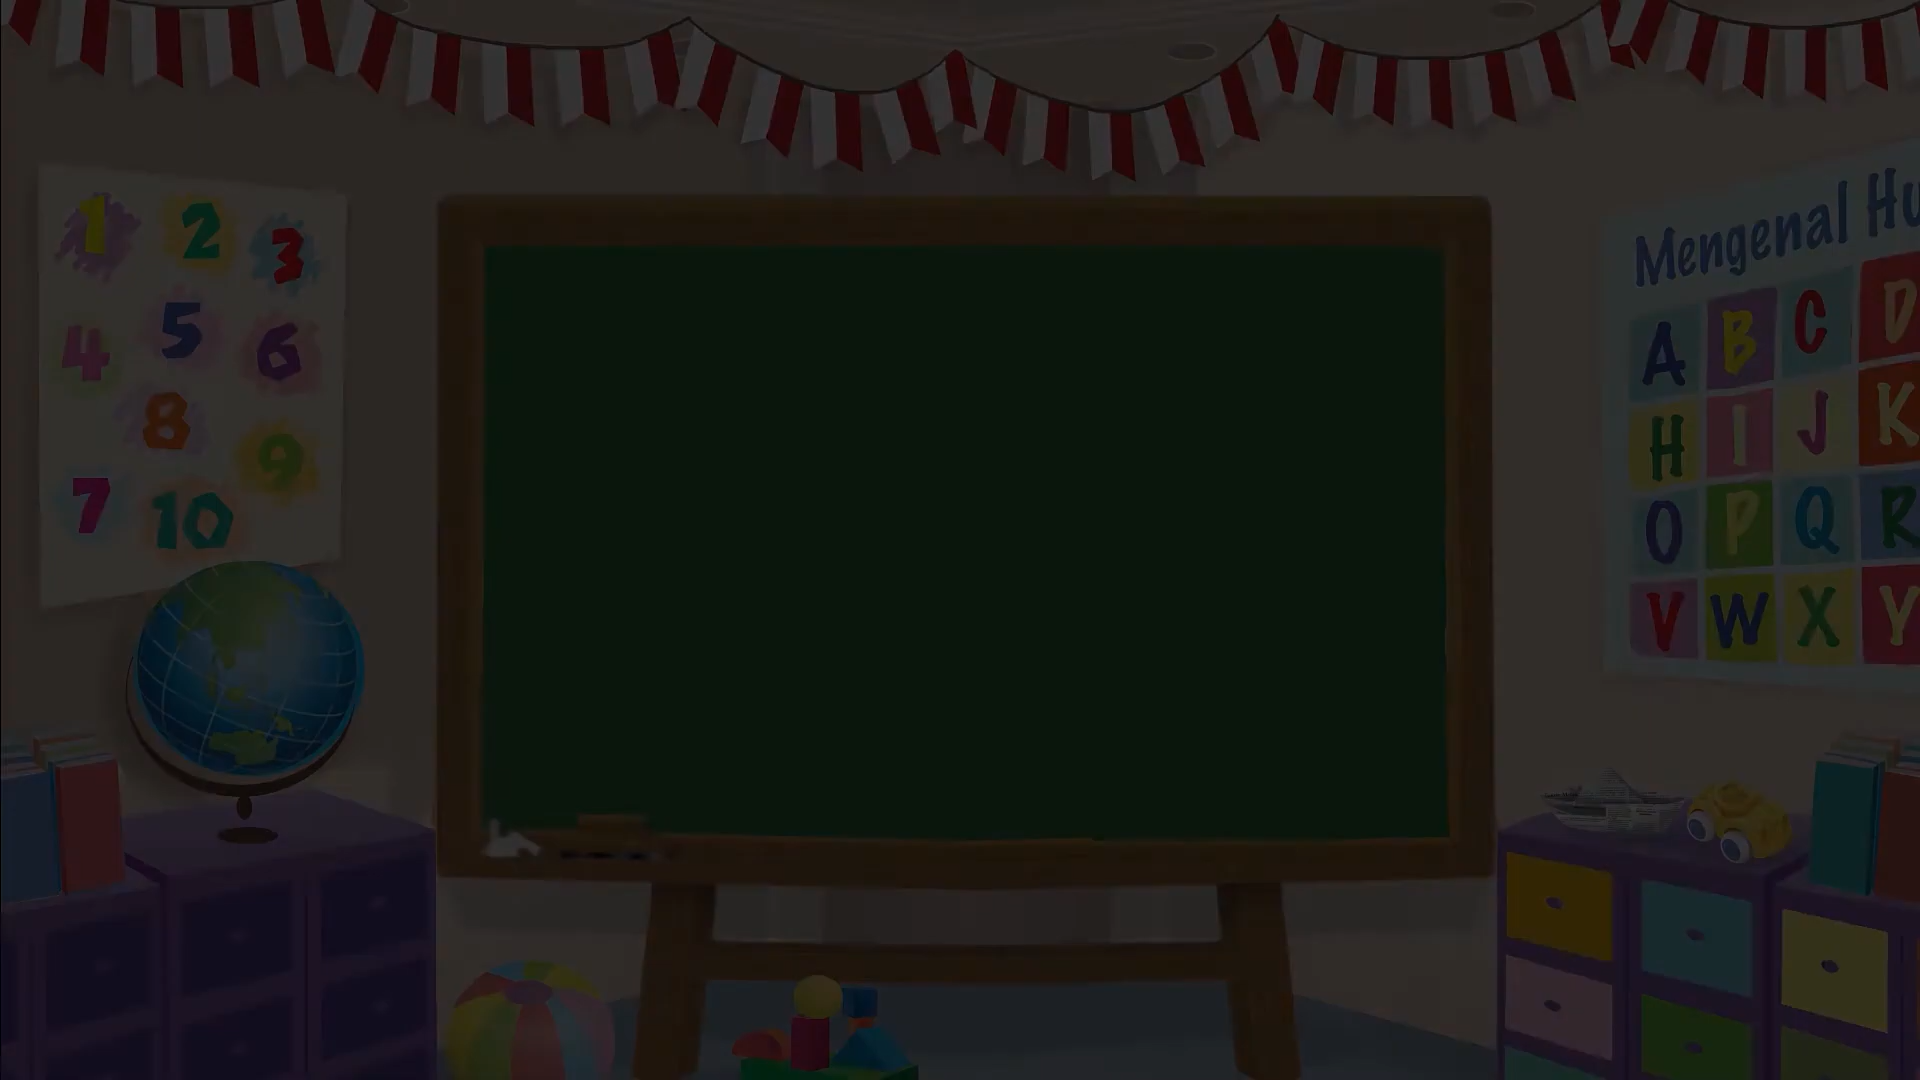 1 2 3
4 5 6
8 9
7 10
Mengenal Hu
A B C D
H I J K
O P Q R
V W X Y